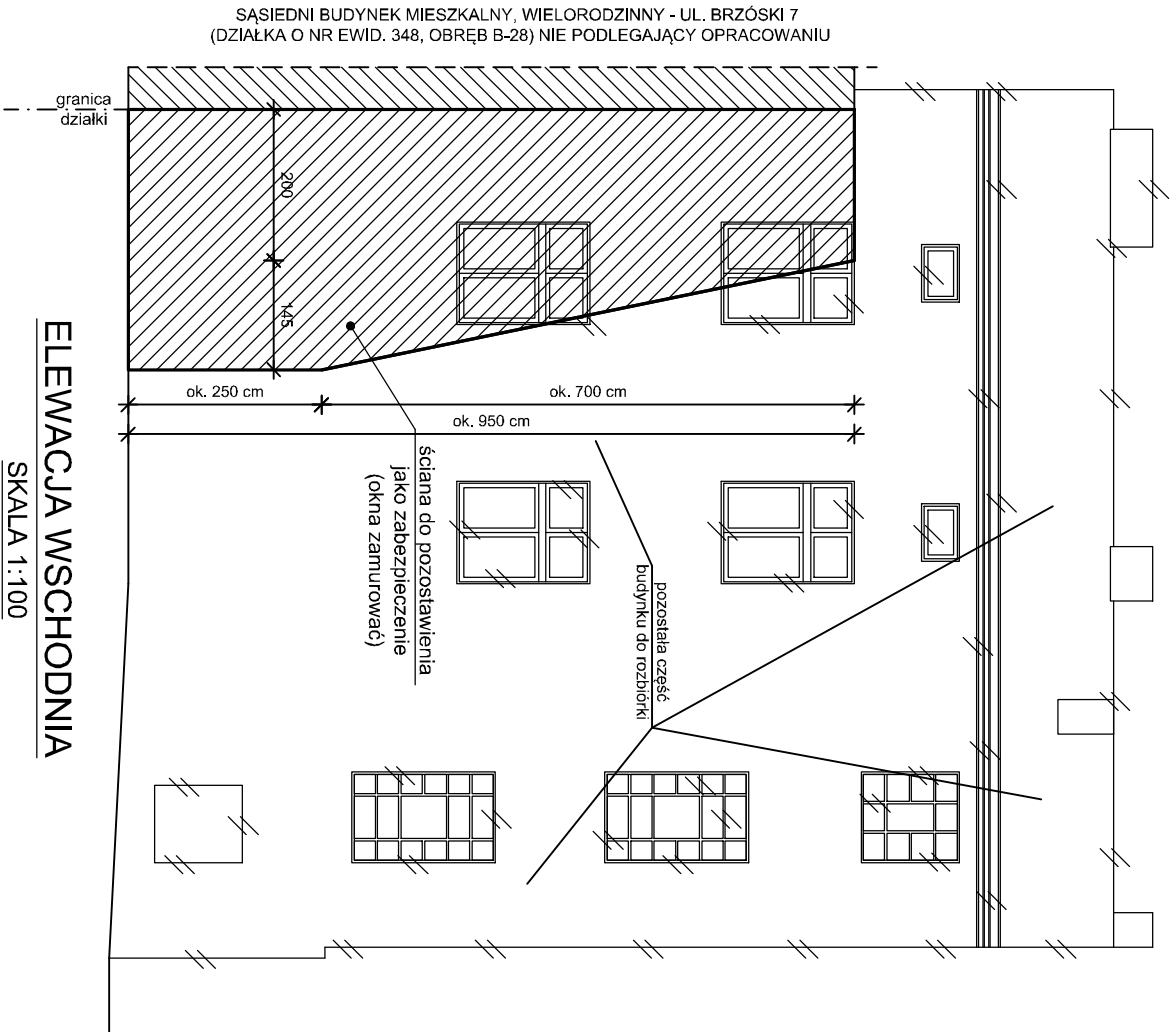 SĄSIEDNI BUDYNEK MIESZKALNY, WIELORODZINNY - UL. BRZÓSKI 7
(DZIAŁKA O NR EWID. 348, OBRĘB B-28) NIE PODLEGAJĄCY OPRACOWANIU
granica
działki
200
145
ok. 250 cm
ok. 700 cm
ok. 950 cm
ściana do pozostawienia
jako zabezpieczenie
(okna zamurować)
pozostała część
budynku do rozbiórki
ELEWACJA WSCHODNIA
SKALA 1:100